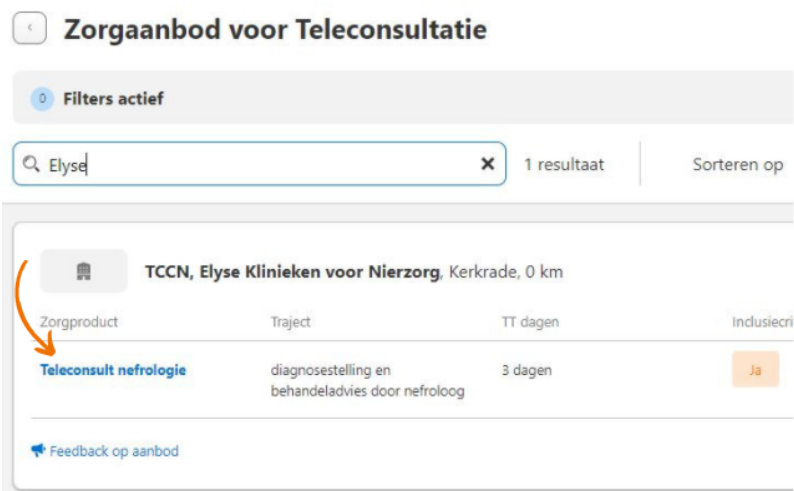 Zorgaanbod voor Teleconsultatie
0 Filters actief
Elyse 1 resultaat Sorteren op
TCCN, Elyse Klinieken voor Nierzorg, Kerkrade, 0 km
Zorgproduct Traject TT dagen Inclusiecri
Teleconsult nefrologie diagnosestelling en 3 dagen Ja
behandeladvies door nefroloog
Feedback op aanbod